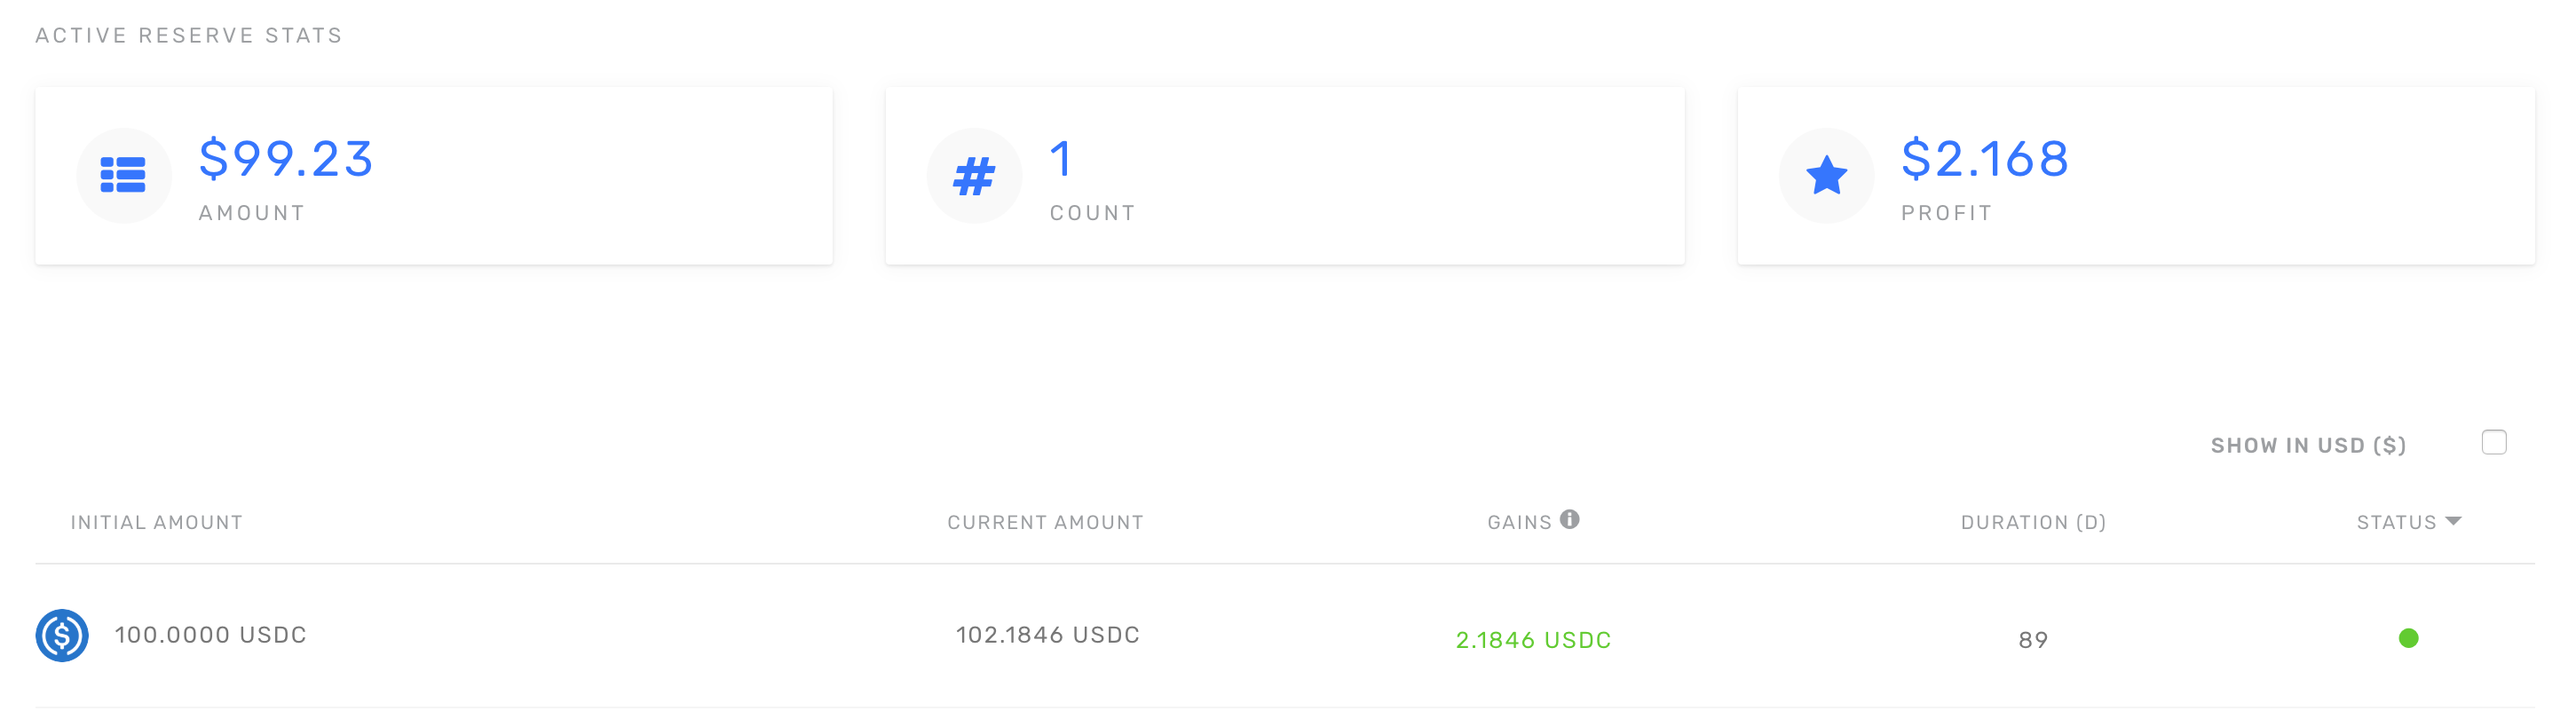 ACTIVE RESERVE STATS
$99.23
AMOUNT
# 1
COUNT
$2.168
PROFIT
SHOW IN USD ($)
INITIAL AMOUNT CURRENT AMOUNT GAINS DURATION (D) STATUS
100.0000 USDC 102.1846 USDC 2.1846 USDC 89